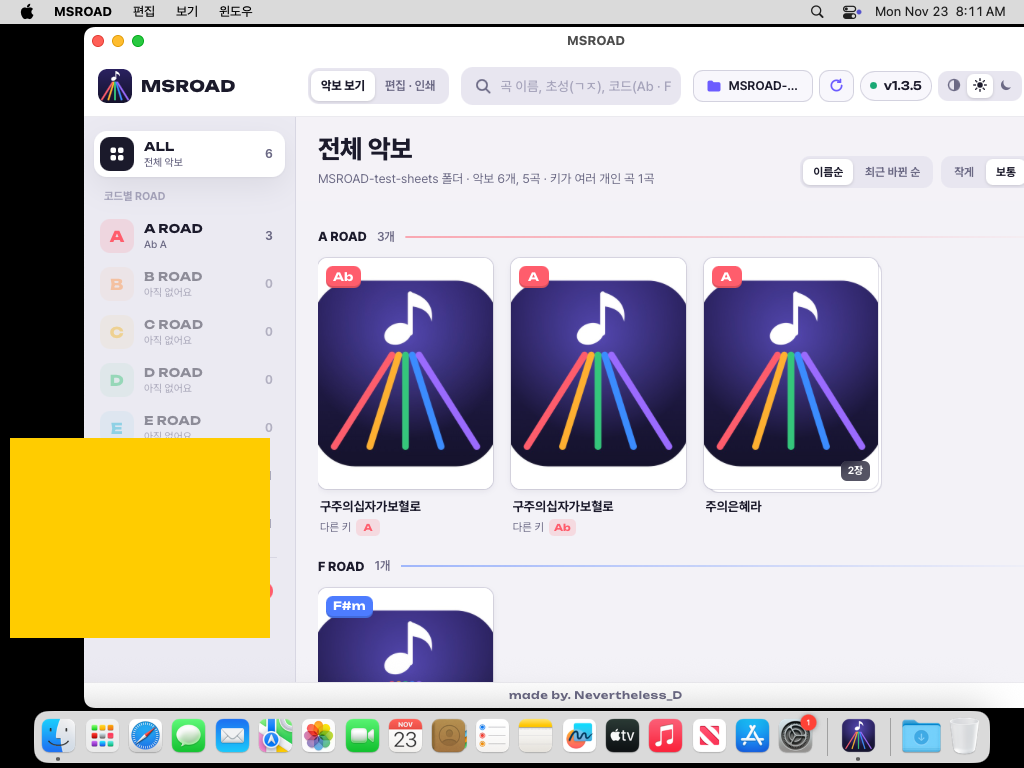 MSROAD 편집 보기 윈도우 Mon Nov 23 8:11 AM
MSROAD
MSROAD
악보 보기 편집 · 인쇄
곡 이름, 초성(ㄱㅈ), 코드(Ab · F
MSROAD-...
v1.3.5
ALL
전체 악보
6
코드별 ROAD
A
A ROAD
Ab A
3
B
B ROAD
아직 없어요
0
C
C ROAD
아직 없어요
0
D
D ROAD
아직 없어요
0
E
E ROAD
아직 없어요
0
전체 악보
MSROAD-test-sheets 폴더 · 악보 6개, 5곡 · 키가 여러 개인 곡 1곡
이름순 최근 바뀐 순
작게 보통
A ROAD 3개
Ab
구주의십자가보혈로
다른 키 A
A
구주의십자가보혈로
다른 키 Ab
A
2장
주의은혜라
F ROAD 1개
F#m
made by. Nevertheless_D
NOV
23
tv
1